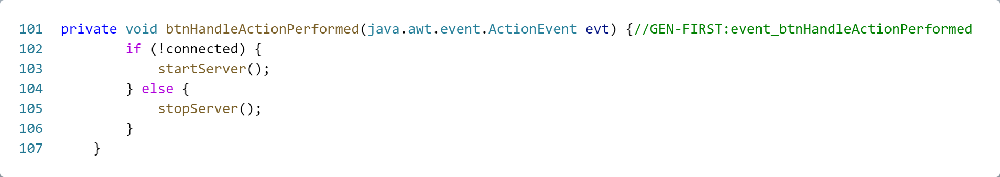 101 private void btnHandleActionPerformed(java.awt.event.ActionEvent evt) {//GEN-FIRST:event_btnHandleActionPerformed
102         if (!connected) {
103             startServer();
104         } else {
105             stopServer();
106         }
107     }